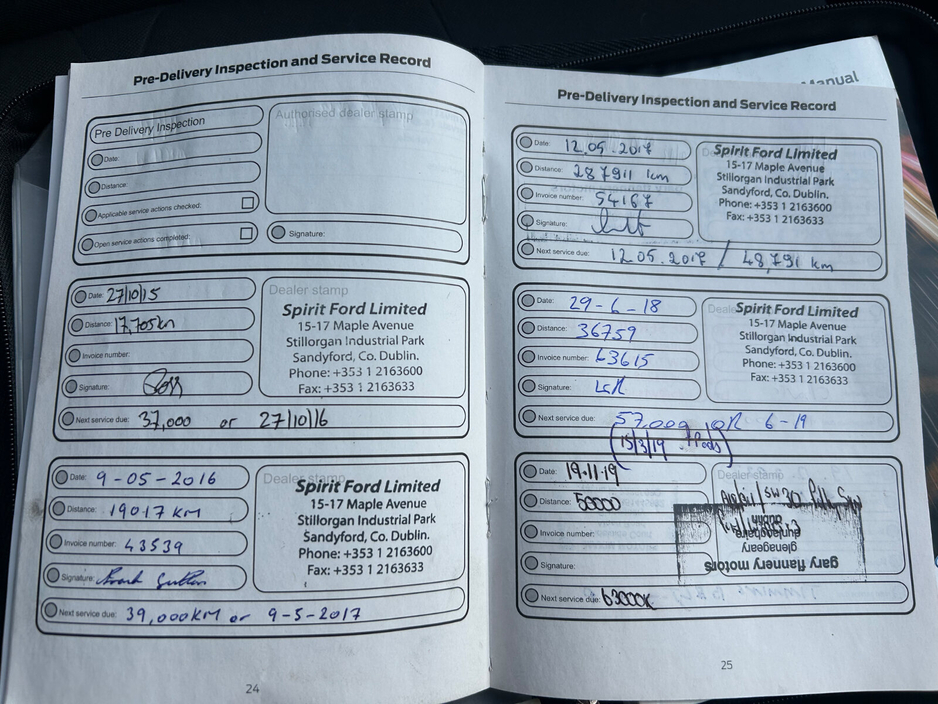 Pre-Delivery Inspection and Service Record
Pre Delivery Inspection
Authorised dealer stamp
Date:
Distance:
Applicable service actions checked:
Open service actions completed:
Signature:
Date: 27/10/15
Distance: 17,705km
Invoice number:
Signature:
Next service due: 37,000 or 27/10/16
Dealer stamp
Spirit Ford Limited
15-17 Maple Avenue
Stillorgan Industrial Park
Sandyford, Co. Dublin.
Phone: +353 1 2163600
Fax: +353 1 2163633
Date: 9-05-2016
Distance: 19017 KM
Invoice number: 43539
Signature:
Next service due: 39,000KM or 9-5-2017
Dealer stamp
Spirit Ford Limited
15-17 Maple Avenue
Stillorgan Industrial Park
Sandyford, Co. Dublin.
Phone: +353 1 2163600
Fax: +353 1 2163633
24
Manual
Pre-Delivery Inspection and Service Record
Date: 12.05.2017
Distance: 287911 km
Invoice number: 54167
Signature:
Next service due: 12.05.2017 / 48,791 km
Spirit Ford Limited
15-17 Maple Avenue
Stillorgan Industrial Park
Sandyford, Co. Dublin.
Phone: +353 1 2163600
Fax: +353 1 2163633
Date: 29-6-18
Distance: 36759
Invoice number: 63615
Signature:
Next service due: 57,000 OR 6-19
Spirit Ford Limited
15-17 Maple Avenue
Stillorgan Industrial Park
Sandyford, Co. Dublin.
Phone: +353 1 2163600
Fax: +353 1 2163633
(15/3/19 Pads)
Date: 19.11.19
Distance: 50000
Invoice number:
Signature:
Next service due: 63000K
Dealer stamp
gary flannery motors
glenageary
dunlaoghaire
dublin
25